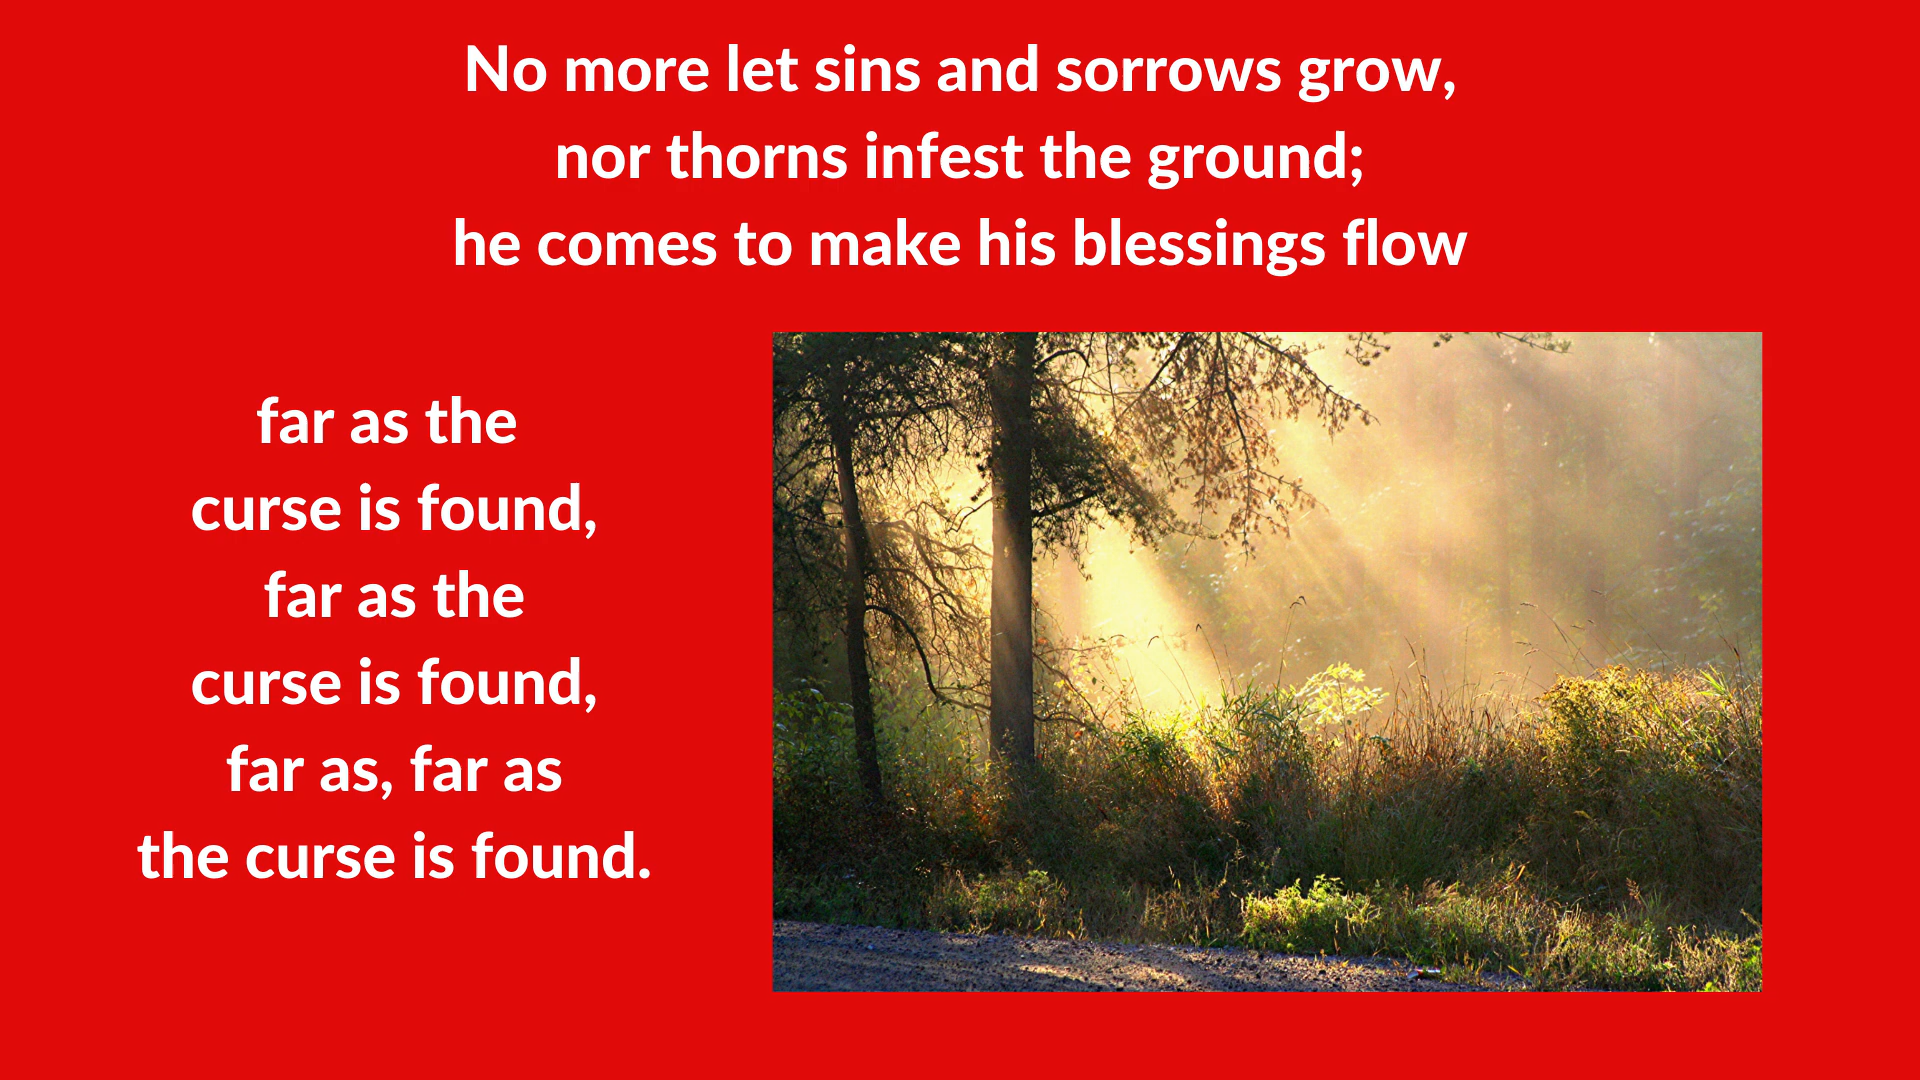 No more let sins and sorrows grow,
nor thorns infest the ground;
he comes to make his blessings flow
far as the
curse is found,
far as the
curse is found,
far as, far as
the curse is found.